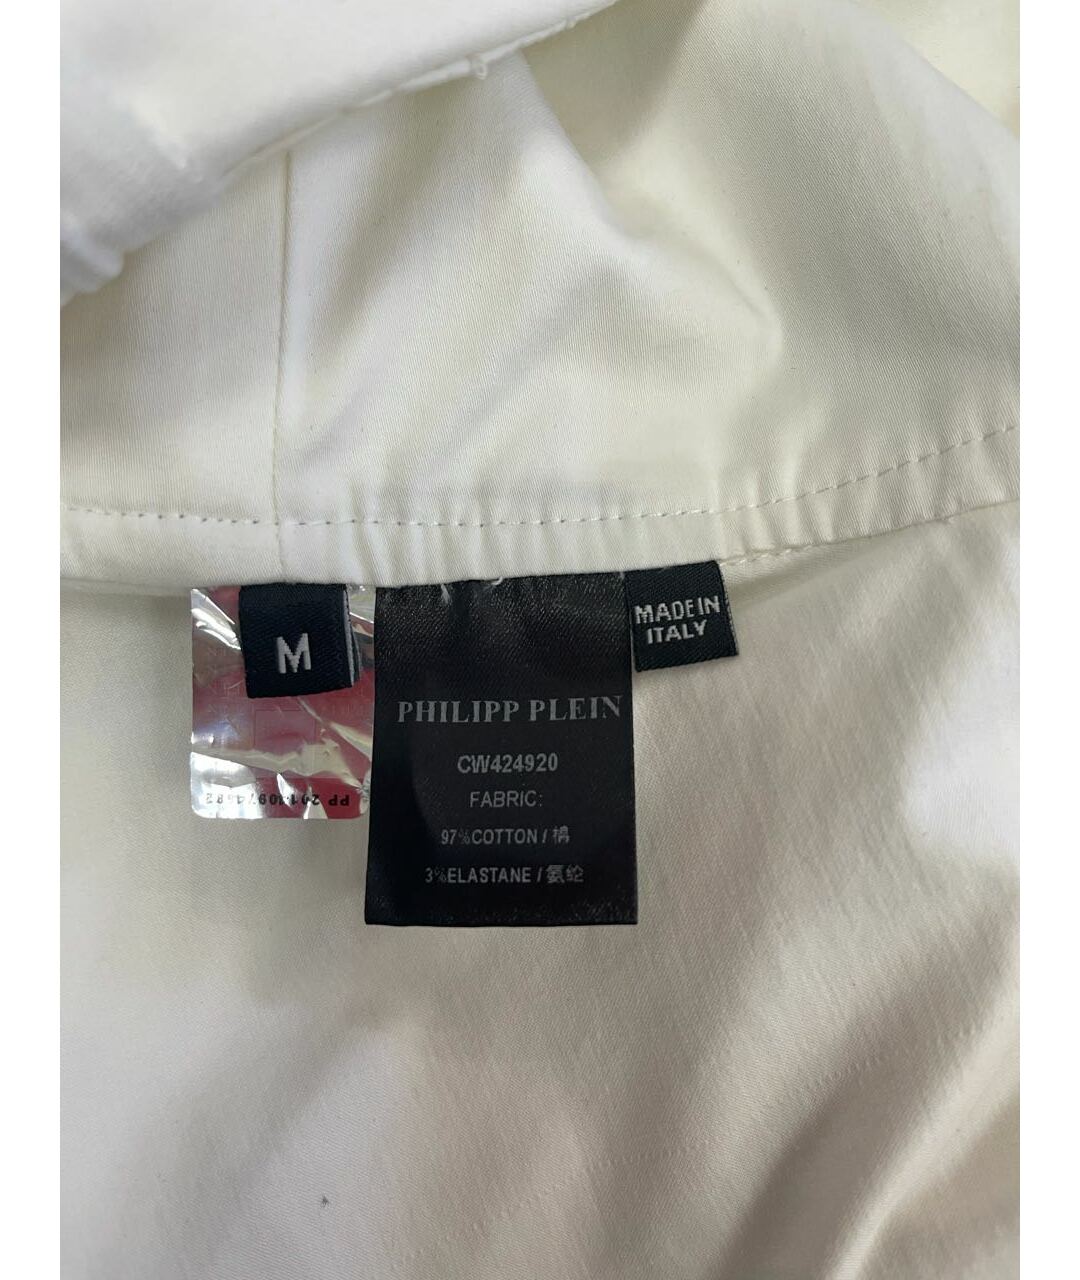 M
MADE IN
ITALY
PHILIPP PLEIN
CW424920
FABRIC:
97%COTTON / 棉
3%ELASTANE / 氨纶